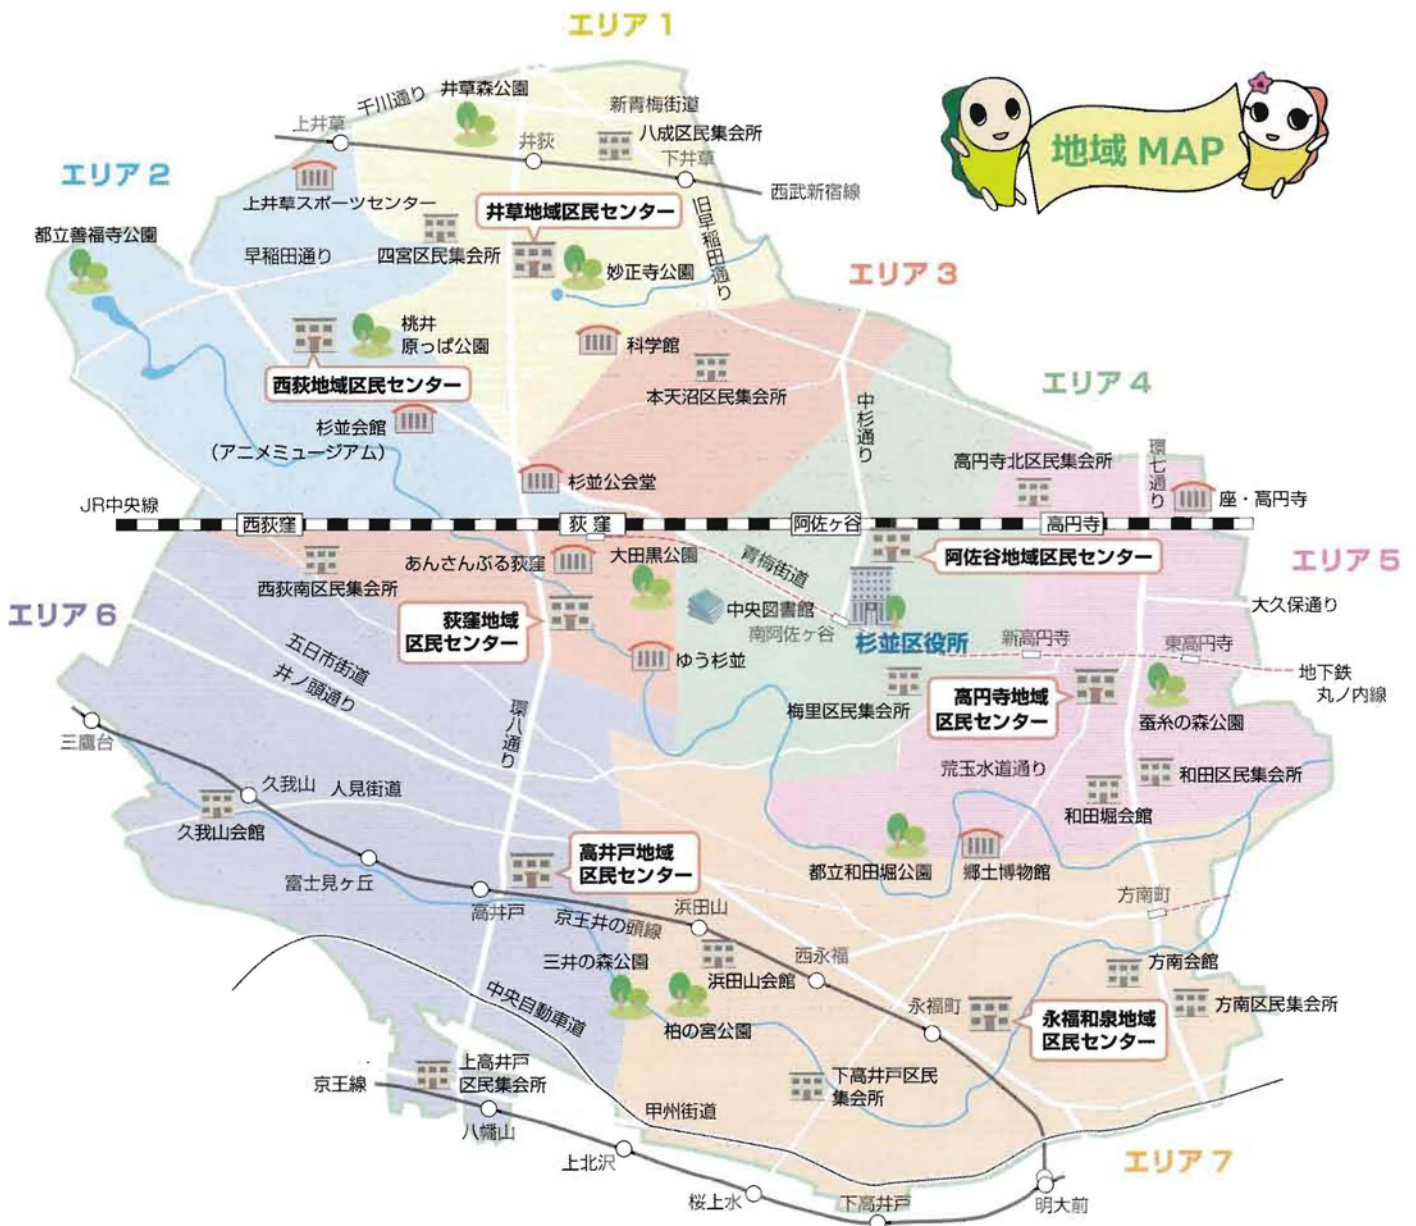 エリア 1
千川通り
井草森公園
新青梅街道
上井草
井荻
八成区民集会所
下井草
西武新宿線
地域 MAP
エリア 2
上井草スポーツセンター
井草地域区民センター
旧早稲田通り
都立善福寺公園
早稲田通り
四宮区民集会所
妙正寺公園
エリア 3
桃井
原っぱ公園
科学館
西荻地域区民センター
本天沼区民集会所
エリア 4
中杉通り
杉並会館
(アニメミュージアム)
高円寺北区民集会所
環七通り
杉並公会堂
座・高円寺
JR中央線
西荻窪
荻窪
阿佐ヶ谷
高円寺
あんさんぶる荻窪
大田黒公園
青梅街道
阿佐谷地域区民センター
エリア 5
西荻南区民集会所
荻窪地域
区民センター
中央図書館
南阿佐ヶ谷
杉並区役所
大久保通り
エリア 6
五日市街道
井ノ頭通り
ゆう杉並
新高円寺
東高円寺
地下鉄
丸ノ内線
梅里区民集会所
高円寺地域
区民センター
蚕糸の森公園
環八通り
三鷹台
久我山
人見街道
久我山会館
荒玉水道通り
和田区民集会所
和田堀会館
富士見ヶ丘
高井戸地域
区民センター
都立和田堀公園
郷土博物館
高井戸
京王井の頭線
浜田山
方南町
三井の森公園
浜田山会館
西永福
方南会館
中央自動車道
柏の宮公園
永福町
永福和泉地域
区民センター
方南区民集会所
京王線
上高井戸
区民集会所
下高井戸区民
集会所
八幡山
甲州街道
上北沢
エリア 7
桜上水
下高井戸
明大前